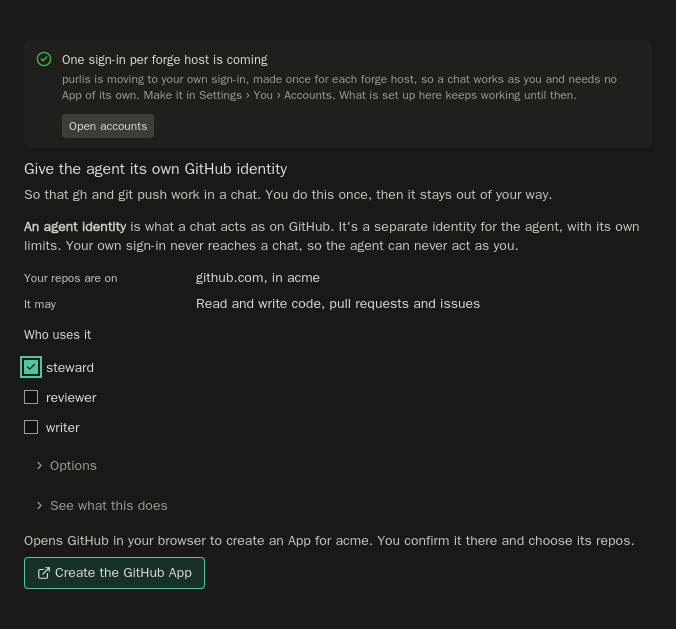 One sign-in per forge host is coming
purlis is moving to your own sign-in, made once for each forge host, so a chat works as you and needs no
App of its own. Make it in Settings › You › Accounts. What is set up here keeps working until then.
Open accounts
Give the agent its own GitHub identity
So that gh and git push work in a chat. You do this once, then it stays out of your way.
An agent identity is what a chat acts as on GitHub. It's a separate identity for the agent, with its own
limits. Your own sign-in never reaches a chat, so the agent can never act as you.
Your repos are on github.com, in acme
It may Read and write code, pull requests and issues
Who uses it
steward
reviewer
writer
Options
See what this does
Opens GitHub in your browser to create an App for acme. You confirm it there and choose its repos.
Create the GitHub App